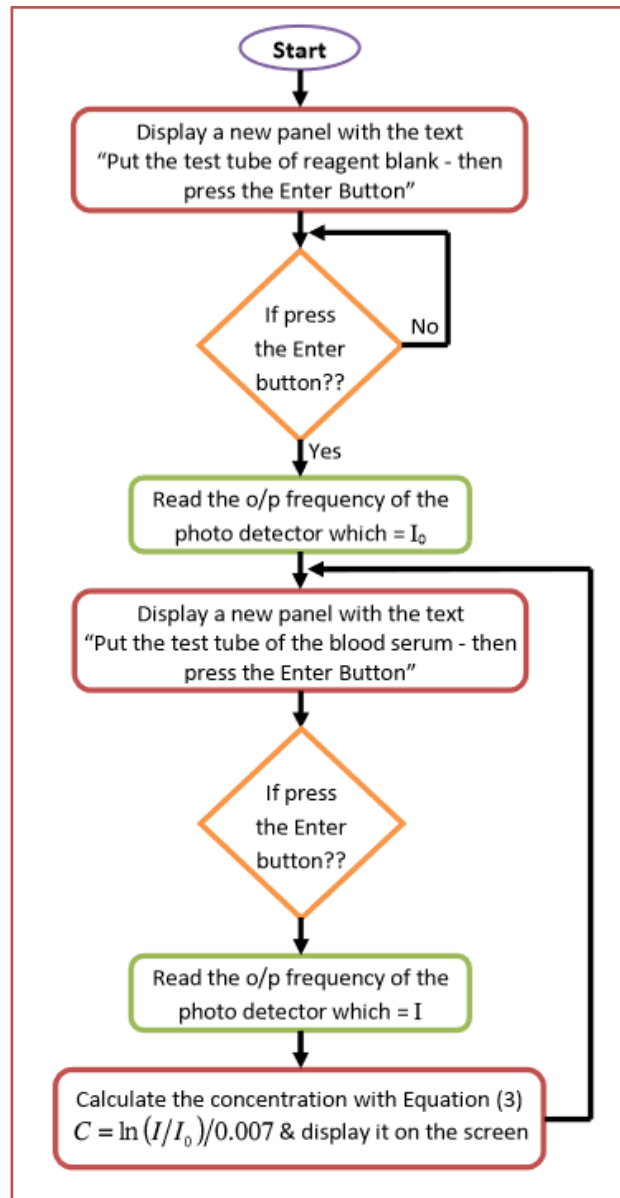 Start
Display a new panel with the text
“Put the test tube of reagent blank - then
press the Enter Button”
If press
the Enter
button??
No
Yes
Read the o/p frequency of the
photo detector which = I₀
Display a new panel with the text
“Put the test tube of the blood serum - then
press the Enter Button”
If press
the Enter
button??
Read the o/p frequency of the
photo detector which = I
Calculate the concentration with Equation (3)
C = ln(I/I₀)/0.007 & display it on the screen